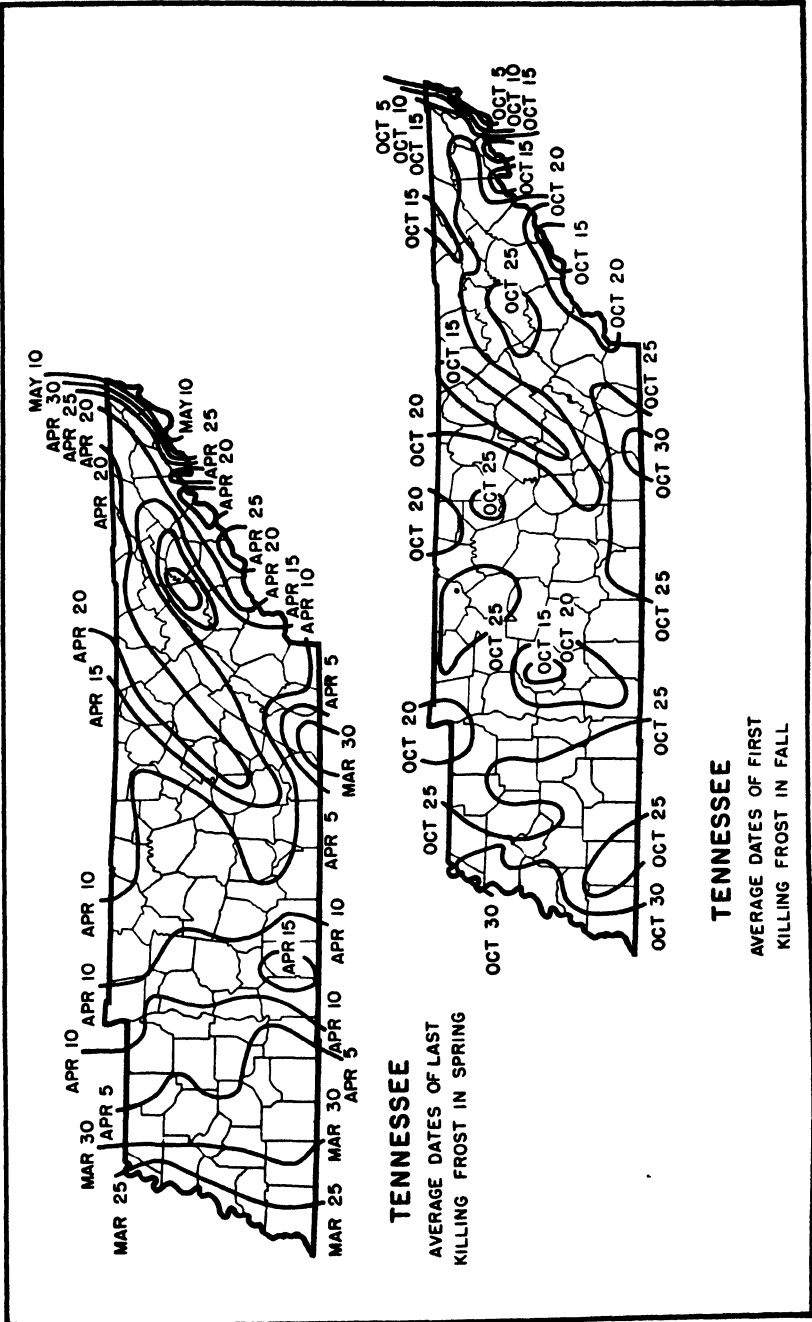 MAR 25
MAR 30
APR 5
APR 10
APR 10
APR 10
APR 15
APR 20
APR 20
APR 20
APR 25
APR 30
MAY 10
MAY 10
APR 25
APR 20
APR 25
APR 20
APR 15
APR 10
APR 15
MAR 25
MAR 30
APR 5
APR 10
APR 10
APR 5
MAR 30
APR 5
TENNESSEE
AVERAGE DATES OF LAST
KILLING FROST IN SPRING
OCT 30
OCT 25
OCT 20
OCT 20
OCT 20
OCT 15
OCT 15
OCT 10
OCT 5
OCT 5
OCT 10
OCT 15
OCT 15
OCT 20
OCT 15
OCT 20
OCT 25
OCT 15
OCT 20
OCT 25
OCT 15
OCT 25
OCT 30
OCT 25
OCT 25
OCT 25
OCT 30
OCT 25
TENNESSEE
AVERAGE DATES OF FIRST
KILLING FROST IN FALL